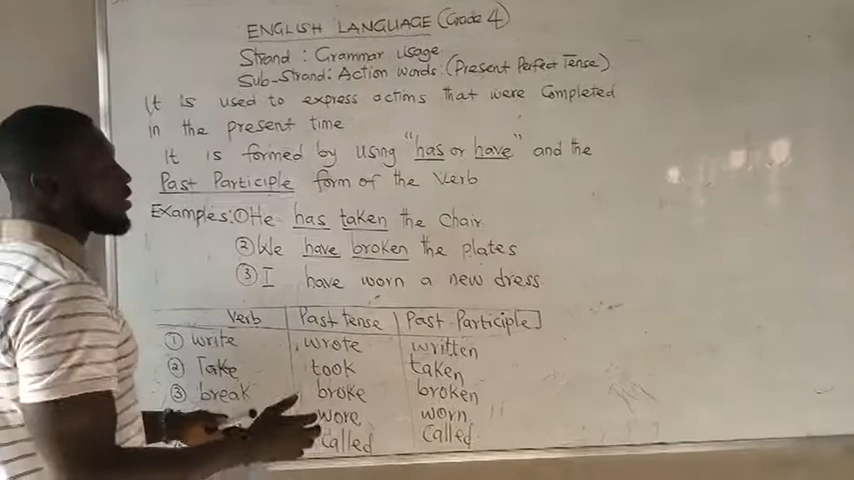 ENGLISH LANGUAGE (Grade 4)
Strand : Grammar usage
Sub-Strand: Action words: (Present Perfect Tense)
It is used to express actions that were completed
in the present time
It is formed by using "has or have" and the
Past Participle form of the verb
Examples: ① He has taken the chair
② We have broken the plates
③ I have worn a new dress
Verb Past Tense Past Participle
① write wrote written
② Take took taken
③ break broke broken
wore worn
Called Called